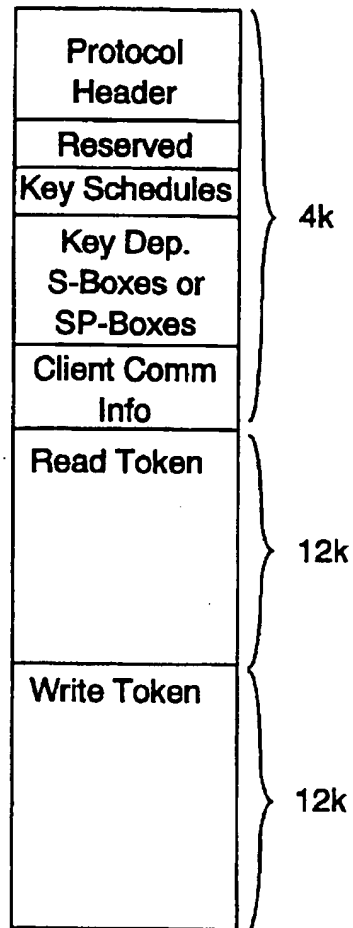 Protocol
Header
Reserved
Key Schedules
Key Dep.
S-Boxes or
SP-Boxes
Client Comm
Info
4k
Read Token
12k
Write Token
12k